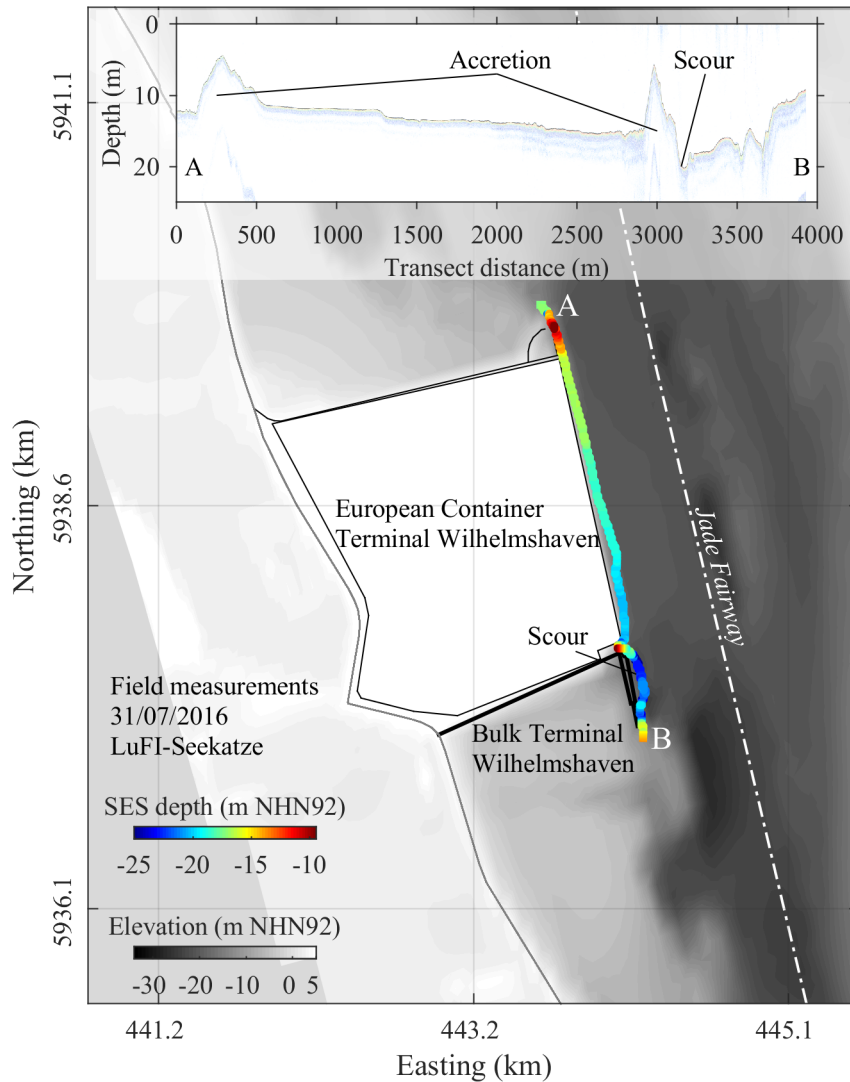 0
10
20
Depth (m)
Accretion
Scour
A
B
0
500
1000
1500
2000
2500
3000
3500
4000
Transect distance (m)
5941.1
5938.6
5936.1
Northing (km)
A
European Container
Terminal Wilhelmshaven
Jade Fairway
Scour
Field measurements
31/07/2016
LuFI-Seekatze
Bulk Terminal
Wilhelmshaven
B
SES depth (m NHN92)
-25
-20
-15
-10
Elevation (m NHN92)
-30
-20
-10
0
5
441.2
443.2
445.1
Easting (km)